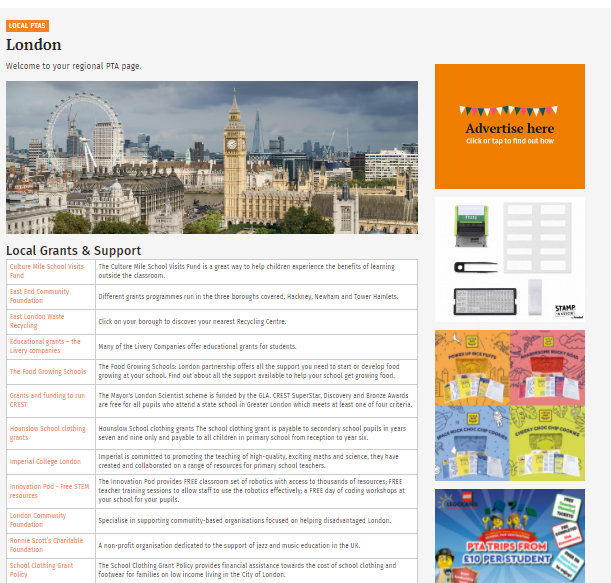 LOCAL PTAS
London
Welcome to your regional PTA page.
Local Grants & Support
Culture Mile School Visits
Fund
The Culture Mile School Visits Fund is a great way to help children experience the benefits of learning
outside the classroom.
East End Community
Foundation
Different grants programmes run in the three boroughs covered, Hackney, Newham and Tower Hamlets.
East London Waste
Recycling
Click on your borough to discover your nearest Recycling Centre.
Educational grants – the
Livery companies
Many of the Livery Companies offer educational grants for students.
The Food Growing Schools
The Food Growing Schools: London partnership offers all the support you need to start or develop food
growing at your school. Find out about all the support available to help your school get growing food.
Grants and funding to run
CREST
The Mayor's London Scientist scheme is funded by the GLA. CREST SuperStar, Discovery and Bronze Awards
are free for all pupils who attend a state school in Greater London which meets at least one of four criteria.
Hounslow School clothing
grants
Hounslow School clothing grants The school clothing grant is payable to secondary school pupils in years
seven and nine only and payable to all children in primary school from reception to year six.
Imperial College London
Imperial is committed to promoting the teaching of high-quality, exciting maths and science, they have
created and collaborated on a range of resources for primary school teachers.
Innovation Pod - Free STEM
resources
The Innovation Pod provides FREE classroom set of robotics with access to thousands of resources; FREE
teacher training sessions to allow staff to use the robotics effectively; a FREE day of coding workshops at
your school for your pupils.
London Community
Foundation
Specialise in supporting community-based organisations focused on helping disadvantaged London.
Ronnie Scott's Charitable
Foundation
A non-profit organisation dedicated to the support of jazz and music education in the UK.
School Clothing Grant
Policy
The School Clothing Grant Policy provides financial assistance towards the cost of school clothing and
footwear for families on low income living in the City of London.
Advertise here
Click or tap to find out how
STAMP
POWER UP RICE PUFFS
SPACE ROCK CHOC CHIP COOKIES
CHEEKY CHOC CHIP COOKIES
LEGOLAND
PTA TRIPS FROM
£10 PER STUDENT
FREE
FREE
FREE